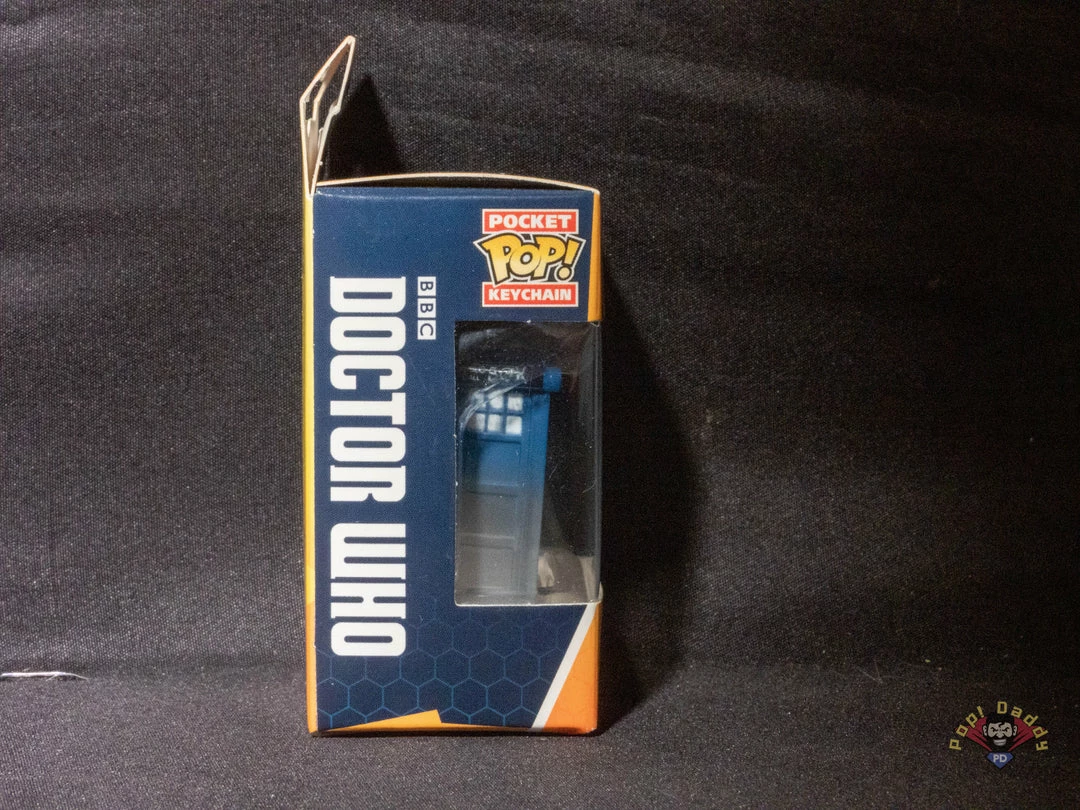 POCKET
POP!
KEYCHAIN
BBC
DOCTOR WHO
Pop! Daddy
PD